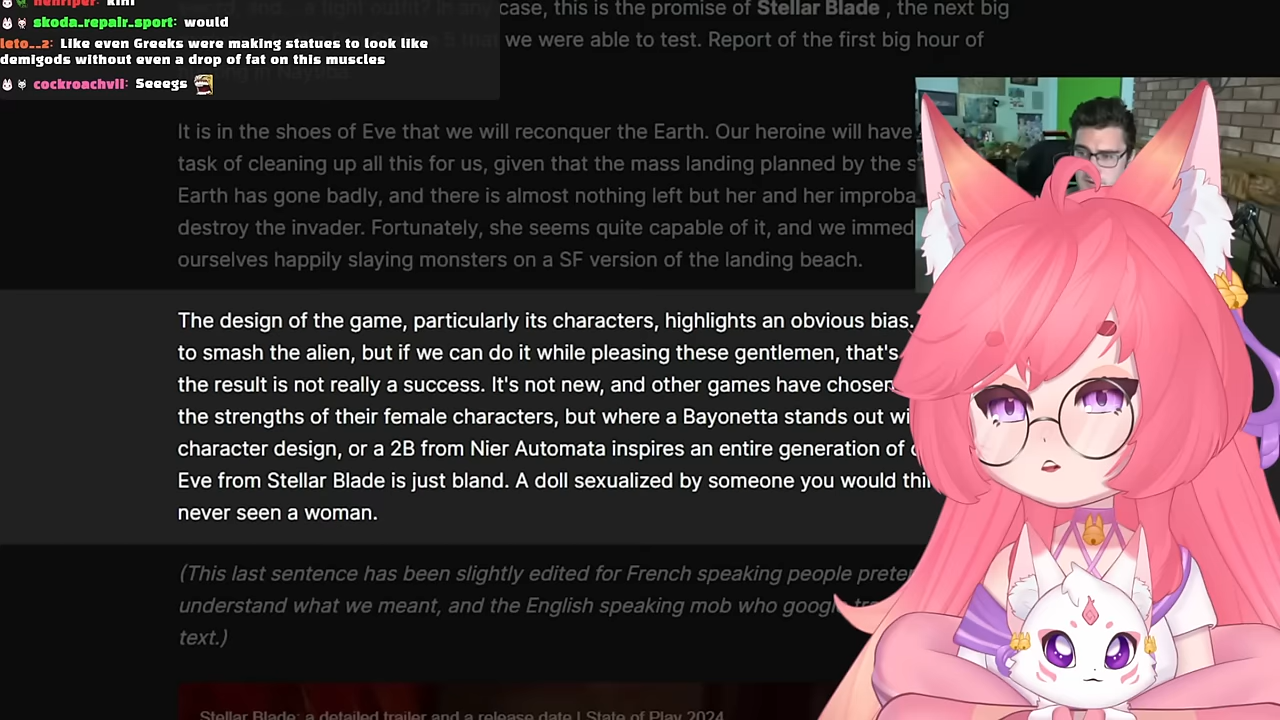 henriper: kini
skoda_repair_sport: would
leto__z: Like even Greeks were making statues to look like
demigods without even a drop of fat on this muscles
cockroachvii: Seeegs
case, this is the promise of Stellar Blade , the next big
we were able to test. Report of the first big hour of
It is in the shoes of Eve that we will reconquer the Earth. Our heroine will have
task of cleaning up all this for us, given that the mass landing planned by the
Earth has gone badly, and there is almost nothing left but her and her
destroy the invader. Fortunately, she seems quite capable of it, and we
ourselves happily slaying monsters on a SF version of the landing beach.
The design of the game, particularly its characters, highlights an obvious bias.
to smash the alien, but if we can do it while pleasing these gentlemen, that's
the result is not really a success. It's not new, and other games have chosen
the strengths of their female characters, but where a Bayonetta stands out
character design, or a 2B from Nier Automata inspires an entire generation of
Eve from Stellar Blade is just bland. A doll sexualized by someone you would
never seen a woman.
(This last sentence has been slightly edited for French speaking people
understand what we meant, and the English speaking mob who
text.)
Stellar Blade: a detailed trailer and a release date | State of Play 2024